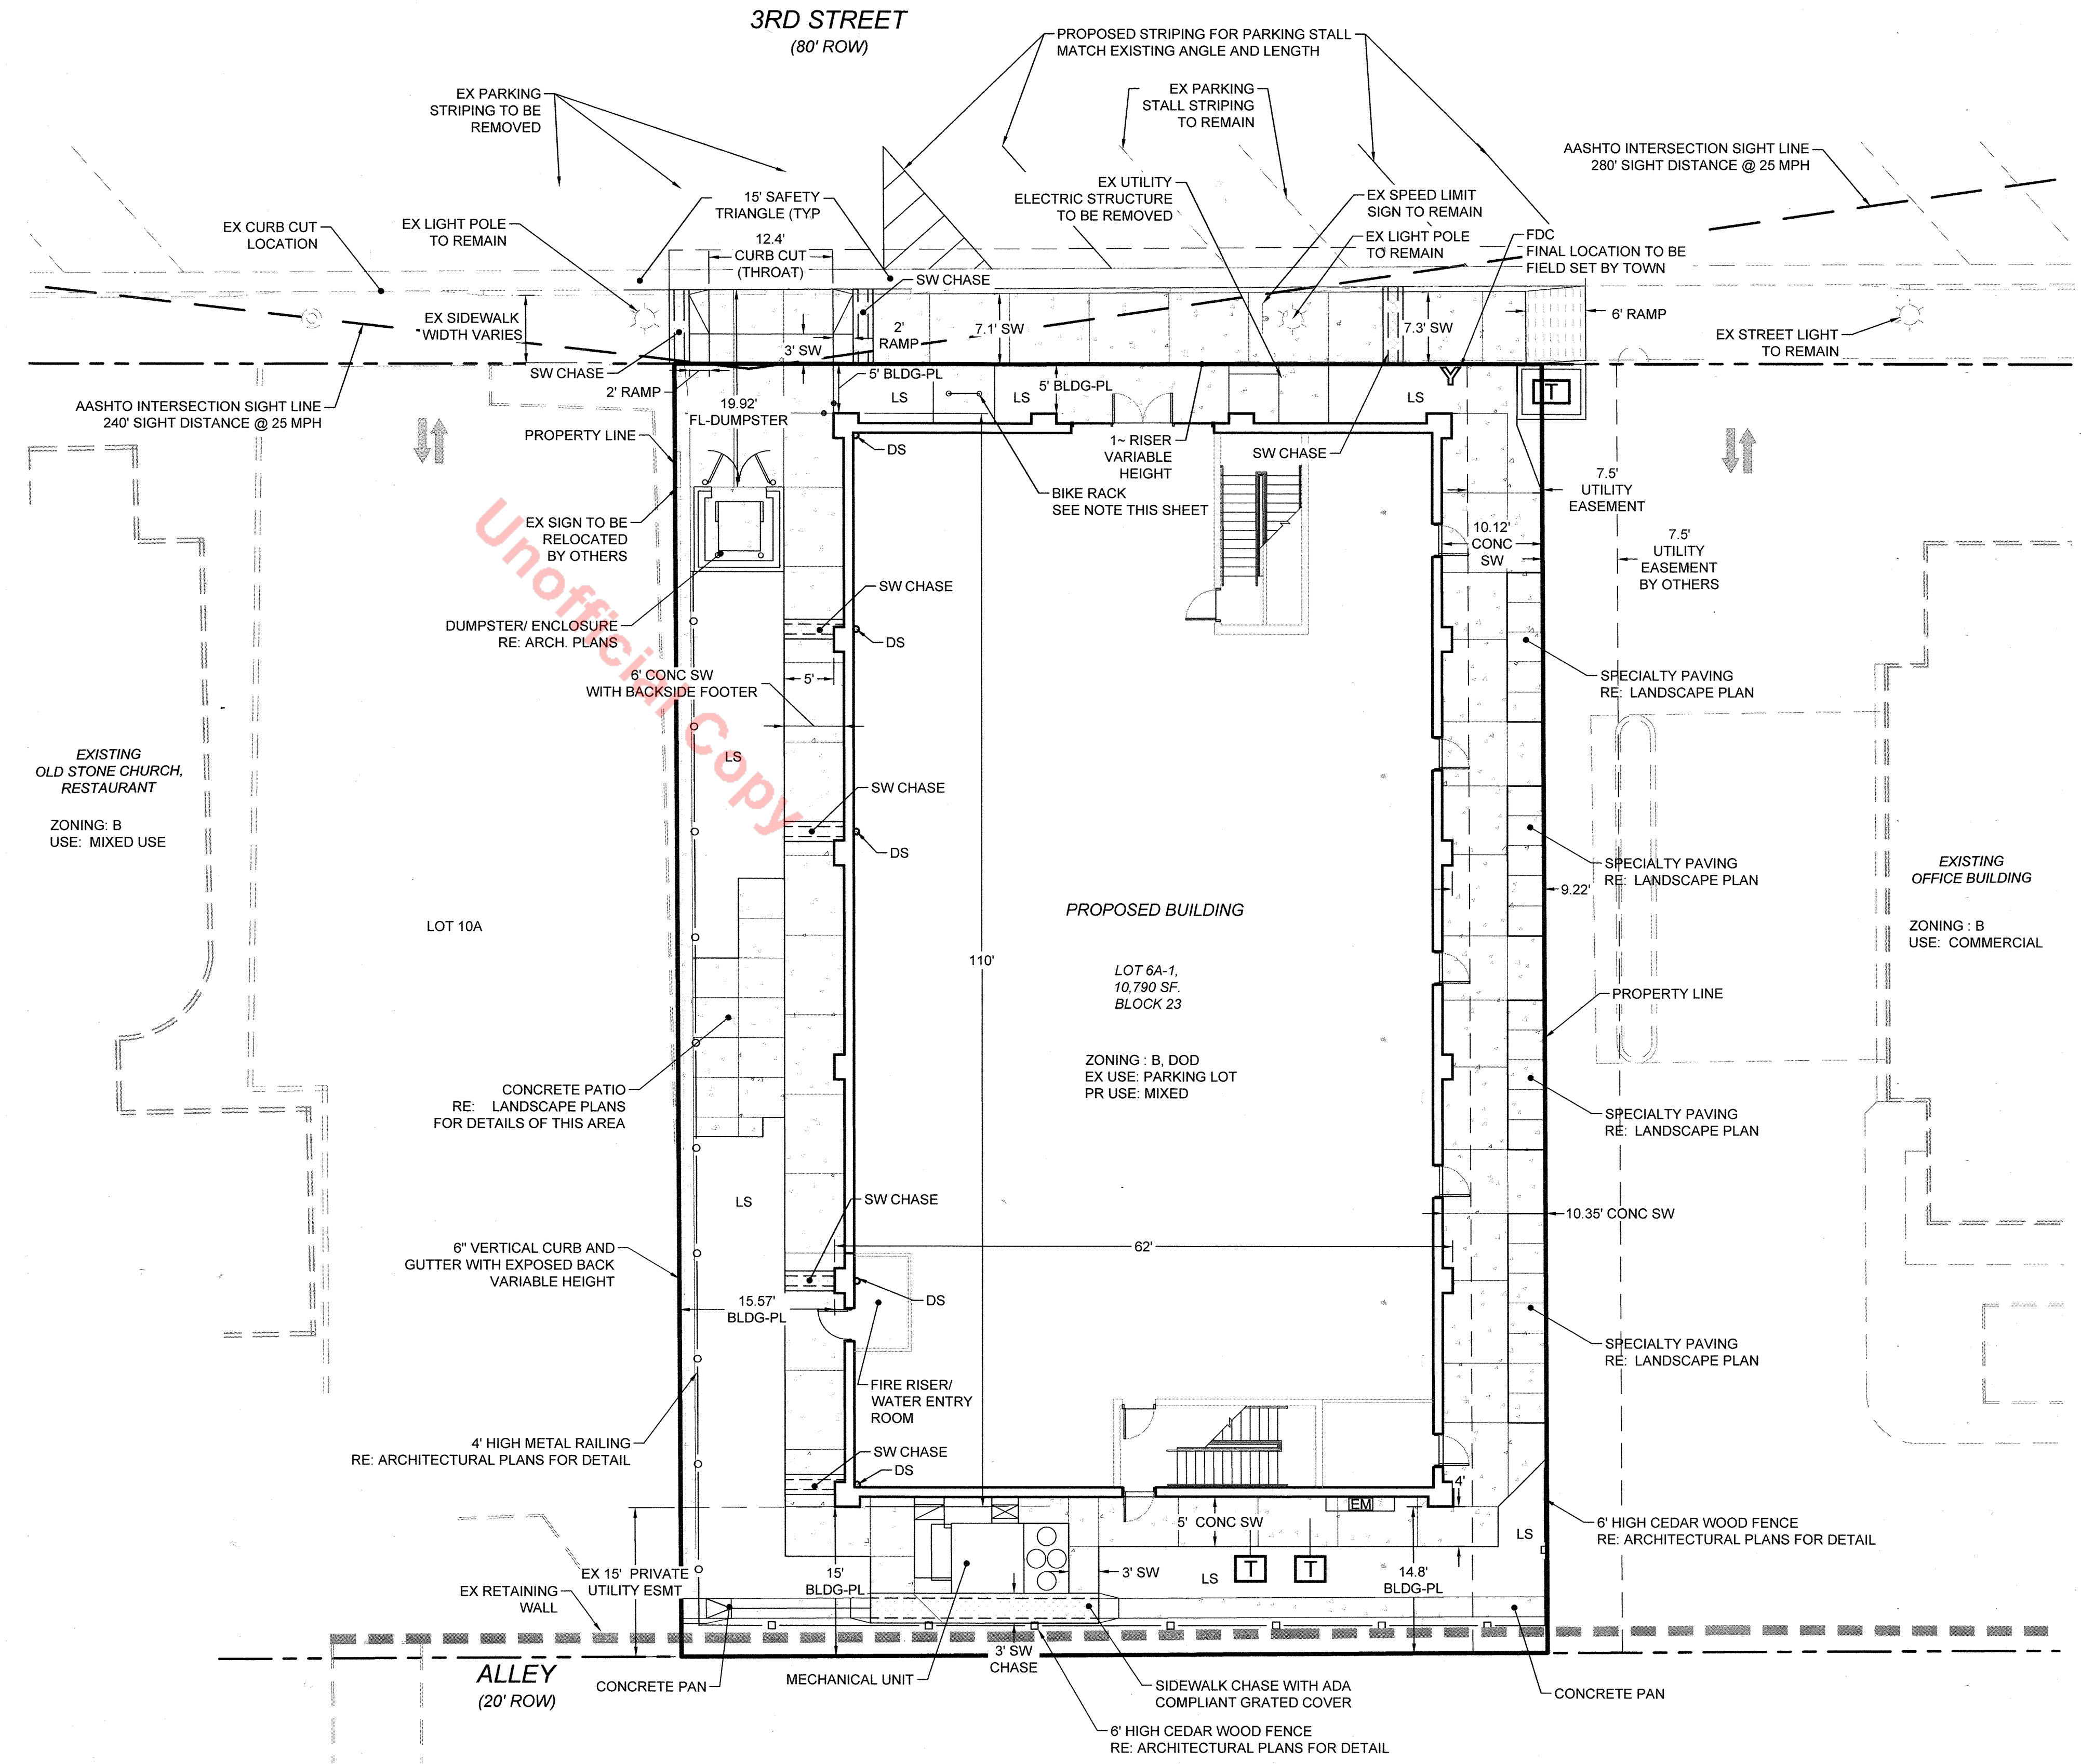 3RD STREET
(80' ROW)
PROPOSED STRIPING FOR PARKING STALL
MATCH EXISTING ANGLE AND LENGTH
EX PARKING
STRIPING TO BE
REMOVED
EX PARKING
STALL STRIPING
TO REMAIN
AASHTO INTERSECTION SIGHT LINE
280' SIGHT DISTANCE @ 25 MPH
EX CURB CUT
LOCATION
EX LIGHT POLE
TO REMAIN
15' SAFETY
TRIANGLE (TYP
12.4'
CURB CUT
(THROAT)
EX UTILITY
ELECTRIC STRUCTURE
TO BE REMOVED
EX SPEED LIMIT
SIGN TO REMAIN
EX LIGHT POLE
TO REMAIN
FDC
FINAL LOCATION TO BE
FIELD SET BY TOWN
SW CHASE
EX SIDEWALK
WIDTH VARIES
2'
RAMP
3' SW
7.1' SW
7.3' SW
6' RAMP
EX STREET LIGHT
TO REMAIN
SW CHASE
2' RAMP
5' BLDG-PL
5' BLDG-PL
AASHTO INTERSECTION SIGHT LINE
240' SIGHT DISTANCE @ 25 MPH
19.92'
FL-DUMPSTER
LS
LS
LS
Y
T
PROPERTY LINE
DS
1~ RISER
VARIABLE
HEIGHT
SW CHASE
BIKE RACK
SEE NOTE THIS SHEET
7.5'
UTILITY
EASEMENT
EX SIGN TO BE
RELOCATED
BY OTHERS
10.12'
CONC
SW
7.5'
UTILITY
EASEMENT
BY OTHERS
Unofficial Copy
SW CHASE
DUMPSTER/ ENCLOSURE
RE: ARCH. PLANS
DS
5'
6' CONC SW
WITH BACKSIDE FOOTER
SPECIALTY PAVING
RE: LANDSCAPE PLAN
LS
EXISTING
OLD STONE CHURCH,
RESTAURANT
ZONING: B
USE: MIXED USE
SW CHASE
DS
SPECIALTY PAVING
RE: LANDSCAPE PLAN
9.22'
EXISTING
OFFICE BUILDING
ZONING : B
USE: COMMERCIAL
LOT 10A
PROPOSED BUILDING
110'
LOT 6A-1,
10,790 SF.
BLOCK 23
PROPERTY LINE
ZONING : B, DOD
EX USE: PARKING LOT
PR USE: MIXED
CONCRETE PATIO
RE: LANDSCAPE PLANS
FOR DETAILS OF THIS AREA
SPECIALTY PAVING
RE: LANDSCAPE PLAN
LS
SW CHASE
10.35' CONC SW
6" VERTICAL CURB AND
GUTTER WITH EXPOSED BACK
VARIABLE HEIGHT
62'
15.57'
BLDG-PL
DS
SPECIALTY PAVING
RE: LANDSCAPE PLAN
FIRE RISER/
WATER ENTRY
ROOM
4' HIGH METAL RAILING
RE: ARCHITECTURAL PLANS FOR DETAIL
SW CHASE
DS
4'
EM
5' CONC SW
6' HIGH CEDAR WOOD FENCE
RE: ARCHITECTURAL PLANS FOR DETAIL
LS
EX 15' PRIVATE
UTILITY ESMT
15'
BLDG-PL
3' SW
LS
T
T
14.8'
BLDG-PL
EX RETAINING
WALL
3' SW
CHASE
ALLEY
(20' ROW)
CONCRETE PAN
MECHANICAL UNIT
SIDEWALK CHASE WITH ADA
COMPLIANT GRATED COVER
CONCRETE PAN
6' HIGH CEDAR WOOD FENCE
RE: ARCHITECTURAL PLANS FOR DETAIL